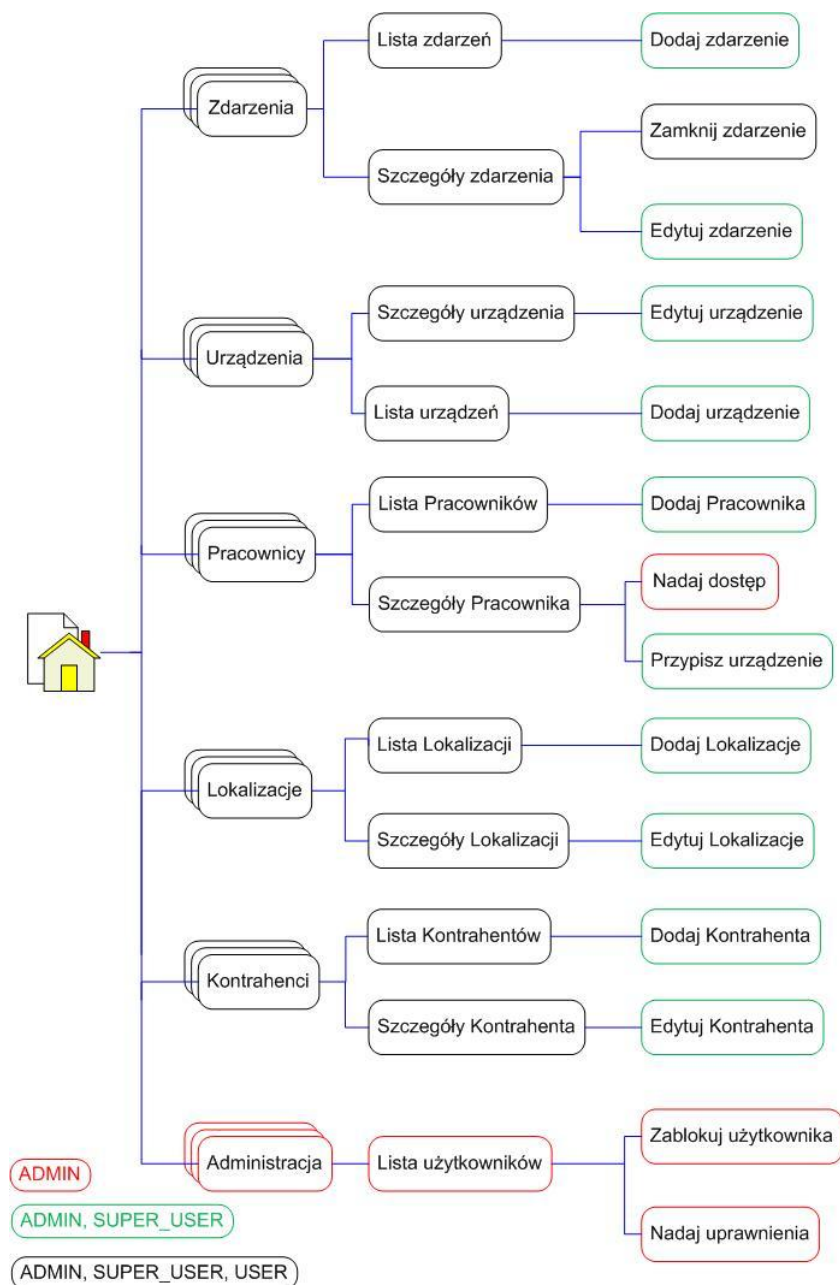 Zdarzenia
Lista zdarzeń
Dodaj zdarzenie
Szczegóły zdarzenia
Zamknij zdarzenie
Edytuj zdarzenie
Urządzenia
Szczegóły urządzenia
Edytuj urządzenie
Lista urządzeń
Dodaj urządzenie
Pracownicy
Lista Pracowników
Dodaj Pracownika
Szczegóły Pracownika
Nadaj dostęp
Przypisz urządzenie
Lokalizacje
Lista Lokalizacji
Dodaj Lokalizacje
Szczegóły Lokalizacji
Edytuj Lokalizacje
Kontrahenci
Lista Kontrahentów
Dodaj Kontrahenta
Szczegóły Kontrahenta
Edytuj Kontrahenta
Administracja
Lista użytkowników
Zablokuj użytkownika
Nadaj uprawnienia
ADMIN
ADMIN, SUPER_USER
ADMIN, SUPER_USER, USER